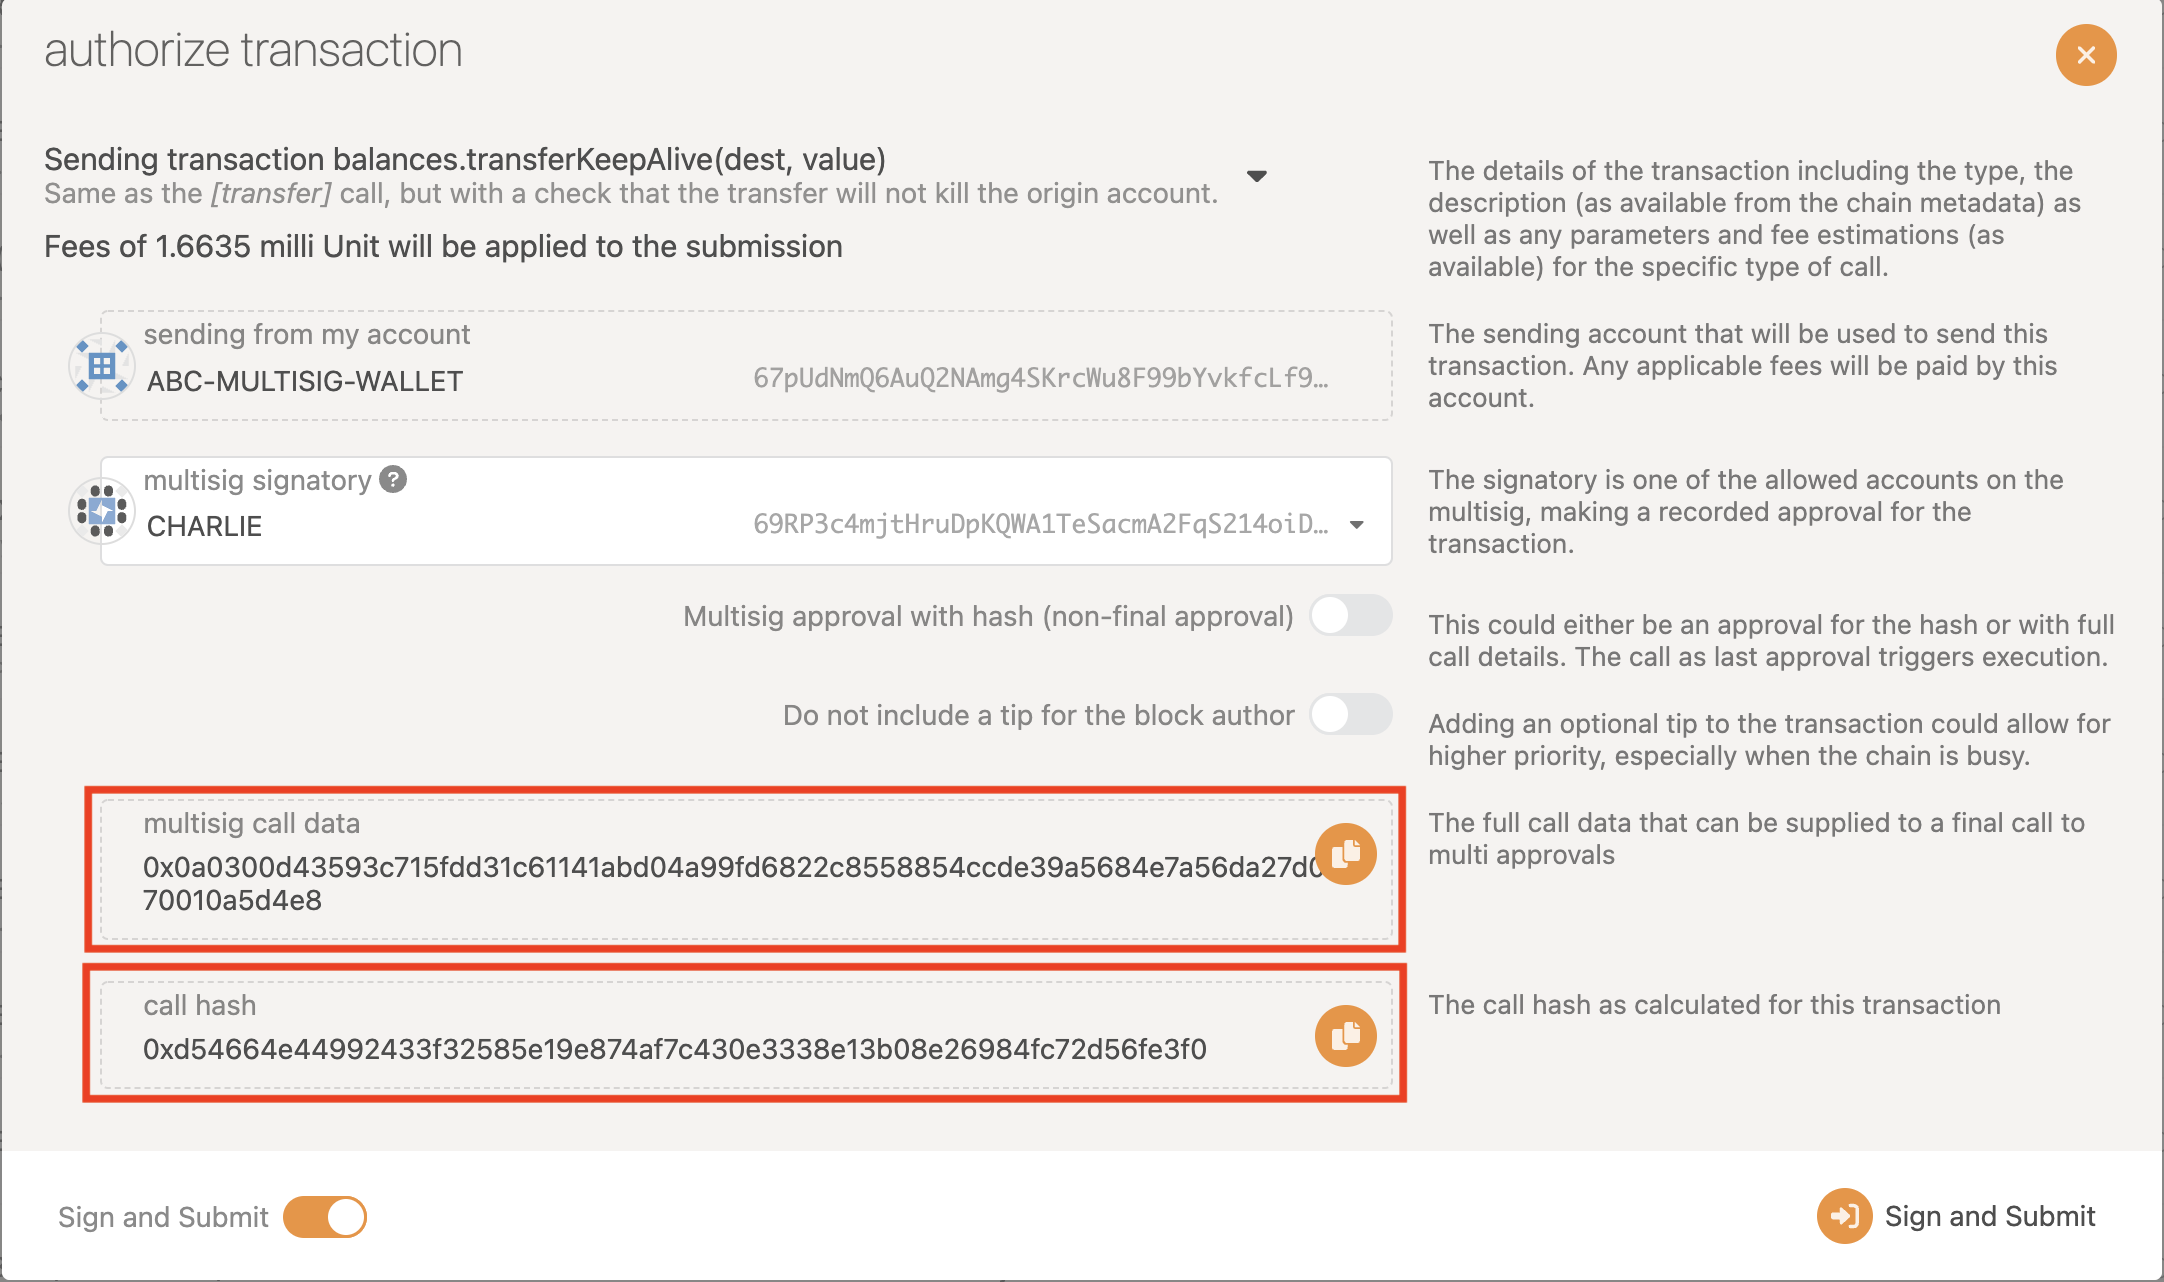 authorize transaction
Sending transaction balances.transferKeepAlive(dest, value)
Same as the [transfer] call, but with a check that the transfer will not kill the origin account.
Fees of 1.6635 milli Unit will be applied to the submission
The details of the transaction including the type, the
description (as available from the chain metadata) as
well as any parameters and fee estimations (as
available) for the specific type of call.
sending from my account
ABC-MULTISIG-WALLET
67pUdNmQ6AuQ2NAmg4SKrcWu8F99bYvkfcLf9…
The sending account that will be used to send this
transaction. Any applicable fees will be paid by this
account.
multisig signatory ?
CHARLIE
69RP3c4mjtHruDpKQWA1TeSacmA2FqS214oiD…
The signatory is one of the allowed accounts on the
multisig, making a recorded approval for the
transaction.
Multisig approval with hash (non-final approval)
This could either be an approval for the hash or with full
call details. The call as last approval triggers execution.
Do not include a tip for the block author
Adding an optional tip to the transaction could allow for
higher priority, especially when the chain is busy.
multisig call data
0x0a0300d43593c715fdd31c61141abd04a99fd6822c8558854ccde39a5684e7a56da27d0
70010a5d4e8
The full call data that can be supplied to a final call to
multi approvals
call hash
0xd54664e44992433f32585e19e874af7c430e3338e13b08e26984fc72d56fe3f0
The call hash as calculated for this transaction
Sign and Submit
Sign and Submit